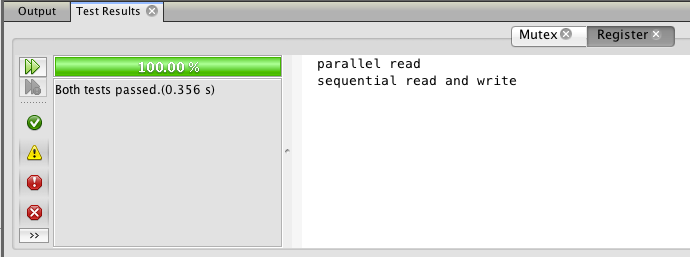 Output Test Results
Mutex Register
100.00 %
Both tests passed.(0.356 s)
parallel read
sequential read and write
>>